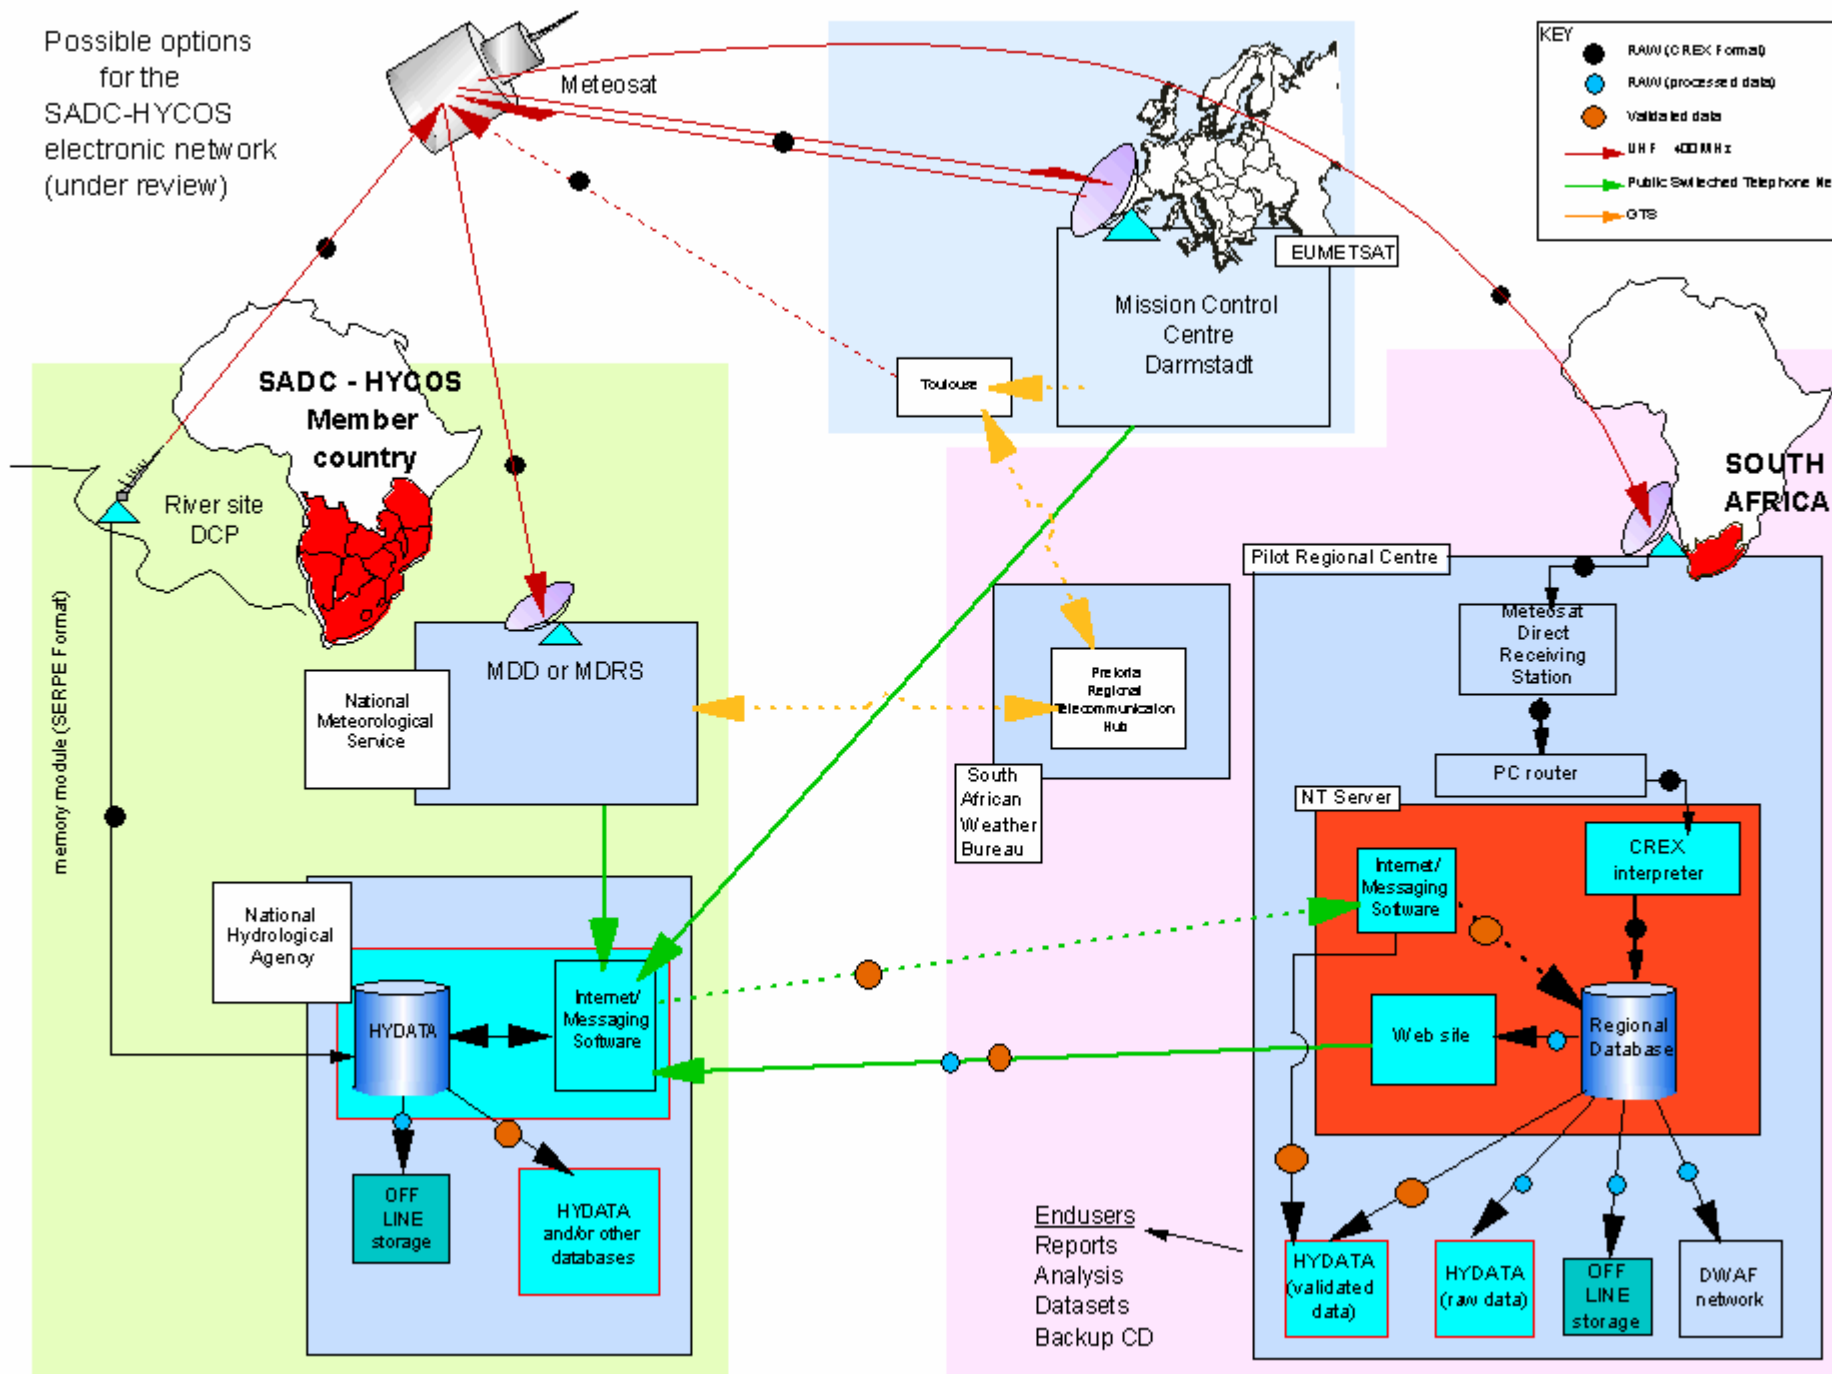 Possible options
for the
SADC-HYCOS
electronic network
(under review)
Meteosat
KEY
RAW (CREX Format)
RAW (processed data)
Validated data
UHF 400 MHz
Public Switched Telephone Ne
GTS
EUMETSAT
Mission Control
Centre
Darmstadt
Toulouse
SADC - HYCOS
Member
country
River site
DCP
memory module (SERPE Format)
MDD or MDRS
National
Meteorological
Service
National
Hydrological
Agency
HYDATA
Internet/
Messaging
Software
OFF
LINE
storage
HYDATA
and/or other
databases
Pretoria
Regional
Telecommunication
Hub
South
African
Weather
Bureau
SOUTH
AFRICA
Pilot Regional Centre
Meteosat
Direct
Receiving
Station
PC router
NT Server
CREX
interpreter
Internet/
Messaging
Software
Web site
Regional
Database
Endusers
Reports
Analysis
Datasets
Backup CD
HYDATA
(validated
data)
HYDATA
(raw data)
OFF
LINE
storage
DWAF
network